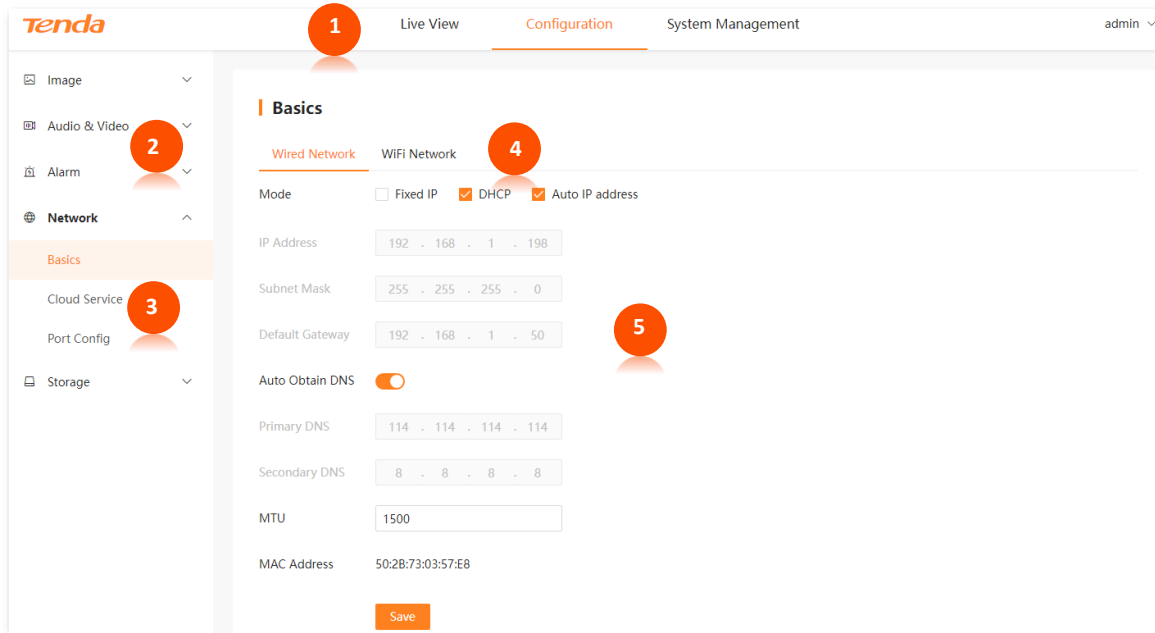 Tenda
1
Live View
Configuration
System Management
admin
Image
Audio & Video
2
Alarm
Network
Basics
Cloud Service
3
Port Config
Storage
Basics
Wired Network
WiFi Network
4
Mode
Fixed IP
DHCP
Auto IP address
IP Address
192 . 168 . 1 . 198
Subnet Mask
255 . 255 . 255 . 0
Default Gateway
192 . 168 . 1 . 50
5
Auto Obtain DNS
Primary DNS
114 . 114 . 114 . 114
Secondary DNS
8 . 8 . 8 . 8
MTU
1500
MAC Address
50:2B:73:03:57:E8
Save